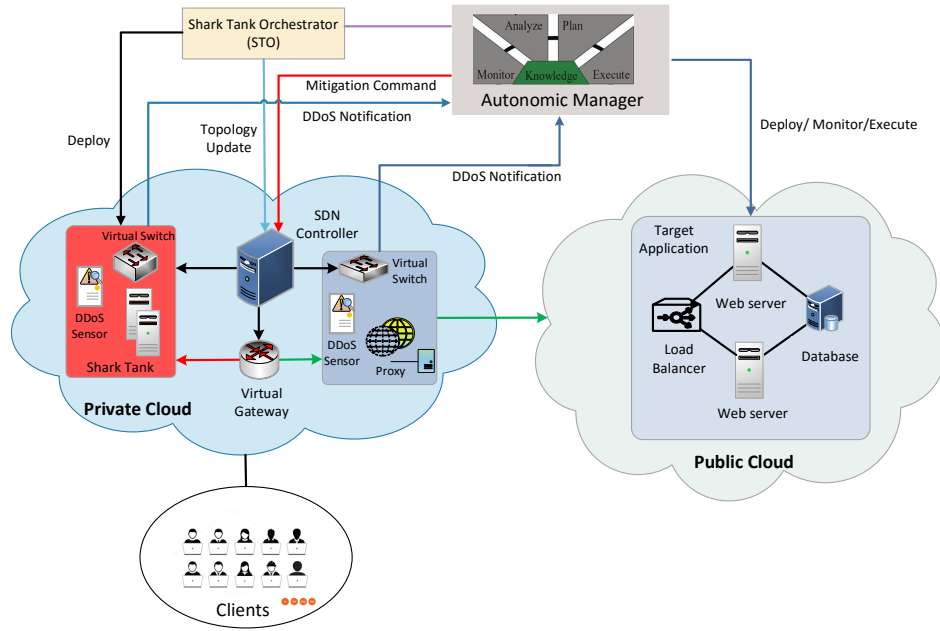 Shark Tank Orchestrator
(STO)
Analyze
Plan
Monitor
Knowledge
Execute
Autonomic Manager
Mitigation Command
DDoS Notification
Deploy
Topology
Update
DDoS Notification
Deploy/ Monitor/Execute
SDN
Controller
Virtual Switch
DDoS
Sensor
Shark Tank
Virtual
Switch
DDoS
Sensor
Proxy
Virtual
Gateway
Private Cloud
Target
Application
Web server
Load
Balancer
Database
Web server
Public Cloud
Clients